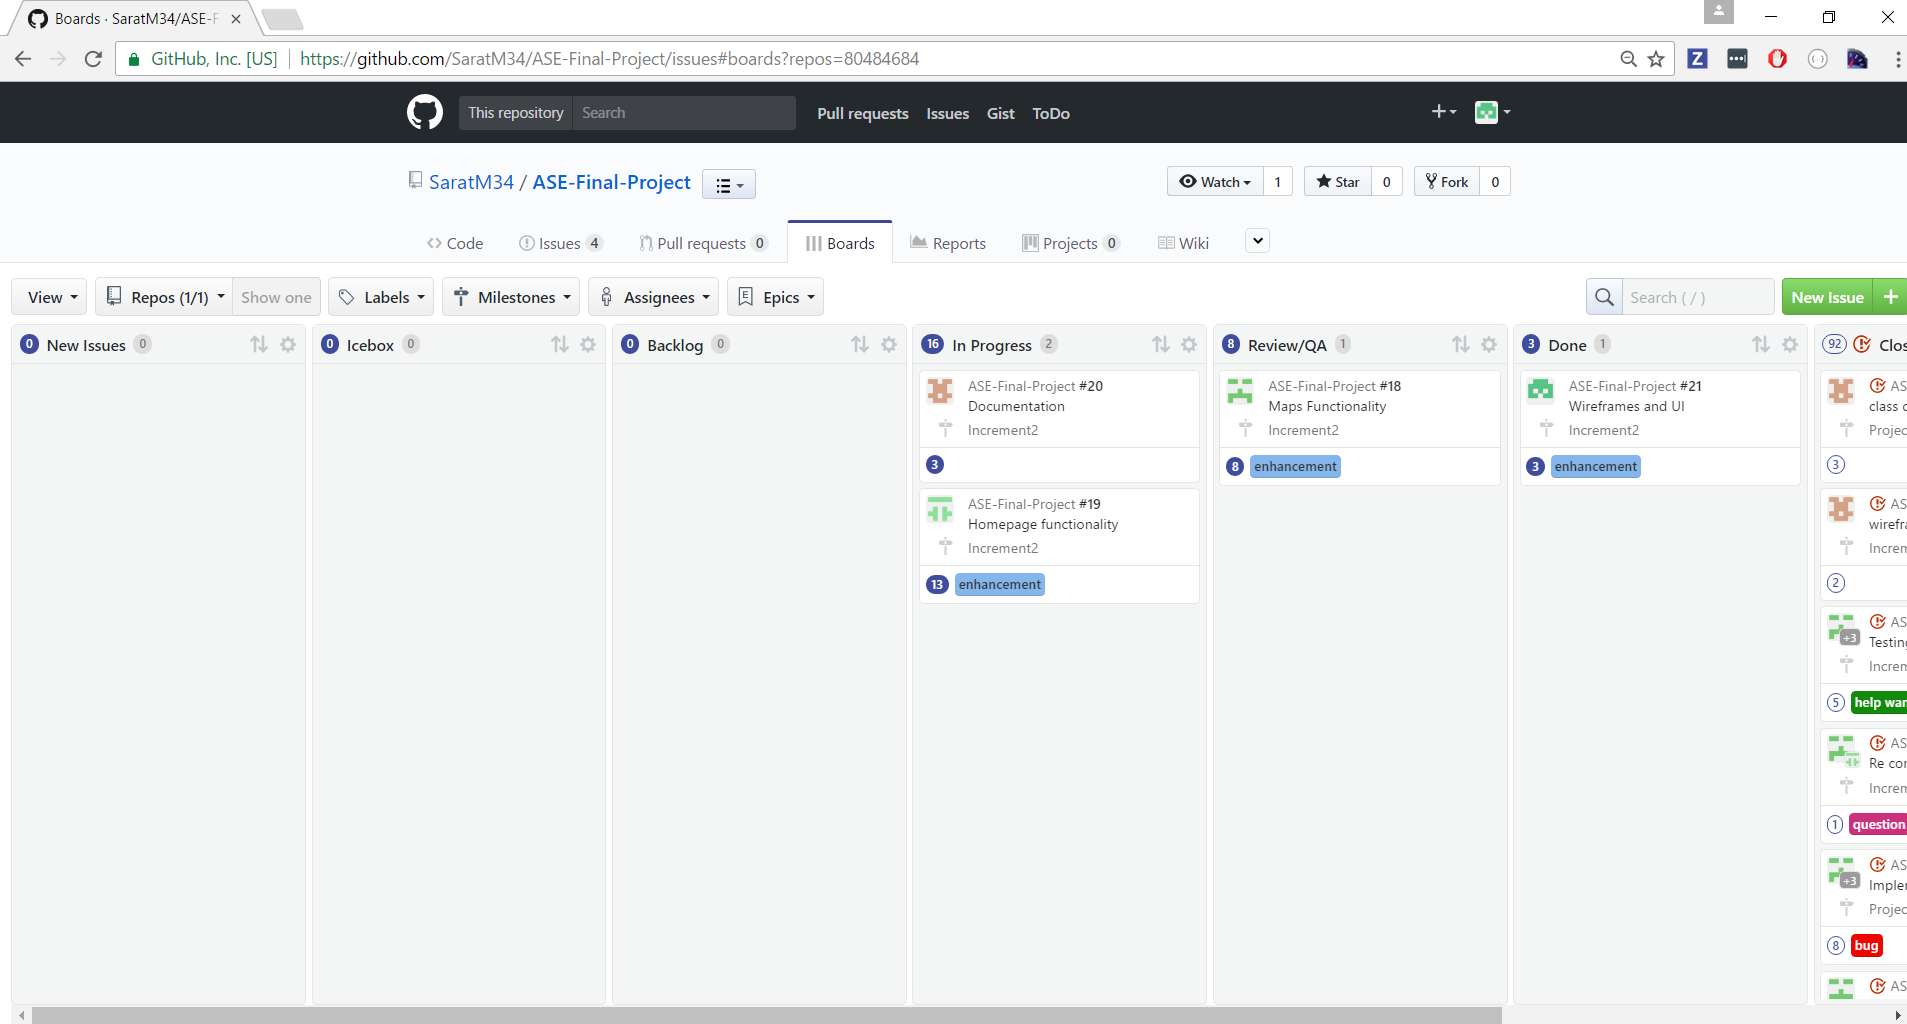 Boards · SaratM34/ASE-F
GitHub, Inc. [US] https://github.com/SaratM34/ASE-Final-Project/issues#boards?repos=80484684
This repository Search Pull requests Issues Gist ToDo
SaratM34 / ASE-Final-Project
Watch 1 Star 0 Fork 0
Code Issues 4 Pull requests 0 Boards Reports Projects 0 Wiki
View Repos (1/1) Show one Labels Milestones Assignees Epics Search ( / ) New Issue +
0 New Issues 0
0 Icebox 0
0 Backlog 0
16 In Progress 2
ASE-Final-Project #20
Documentation
Increment2
3
ASE-Final-Project #19
Homepage functionality
Increment2
13 enhancement
8 Review/QA 1
ASE-Final-Project #18
Maps Functionality
Increment2
8 enhancement
3 Done 1
ASE-Final-Project #21
Wireframes and UI
Increment2
3 enhancement
92 Clos
AS
class c
Projec
3
AS
wirefra
Increm
2
+3
AS
Testing
Increm
5 help wan
AS
Re con
Increm
1 question
+3
AS
Implem
Projec
8 bug
AS